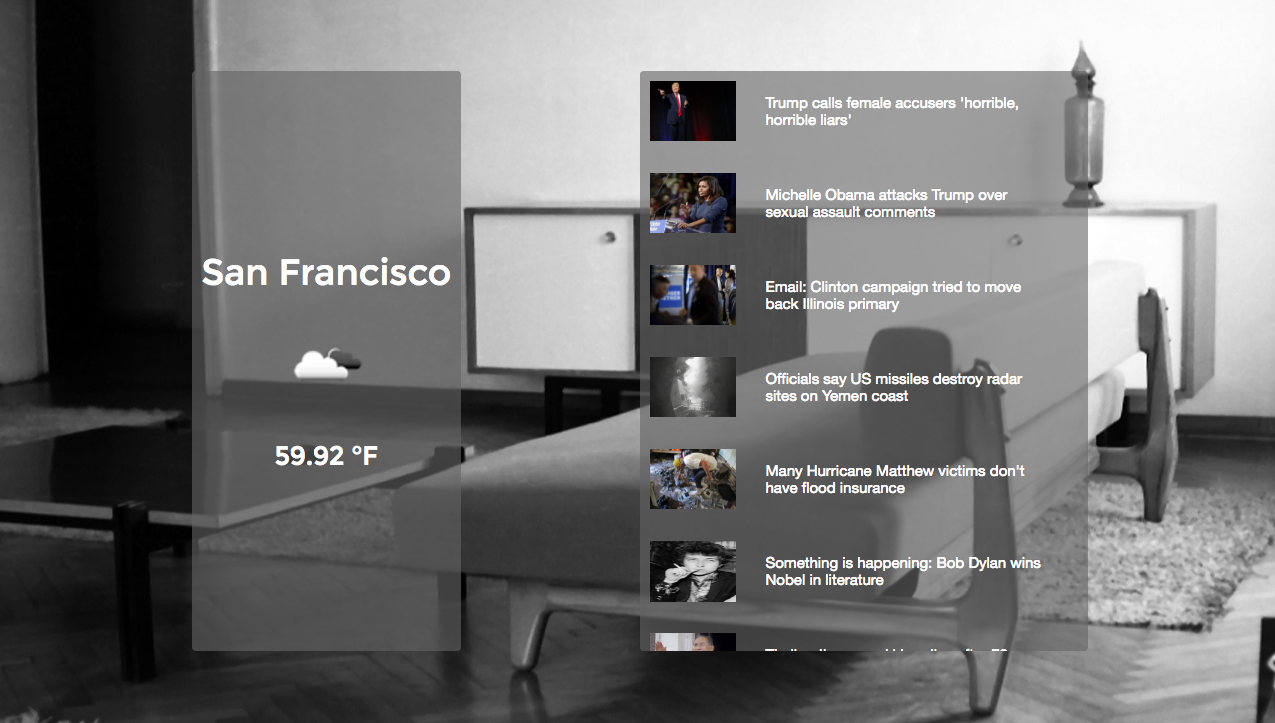 San Francisco
59.92 °F
Trump calls female accusers 'horrible,
horrible liars'
Michelle Obama attacks Trump over
sexual assault comments
Email: Clinton campaign tried to move
back Illinois primary
Officials say US missiles destroy radar
sites on Yemen coast
Many Hurricane Matthew victims don't
have flood insurance
Something is happening: Bob Dylan wins
Nobel in literature